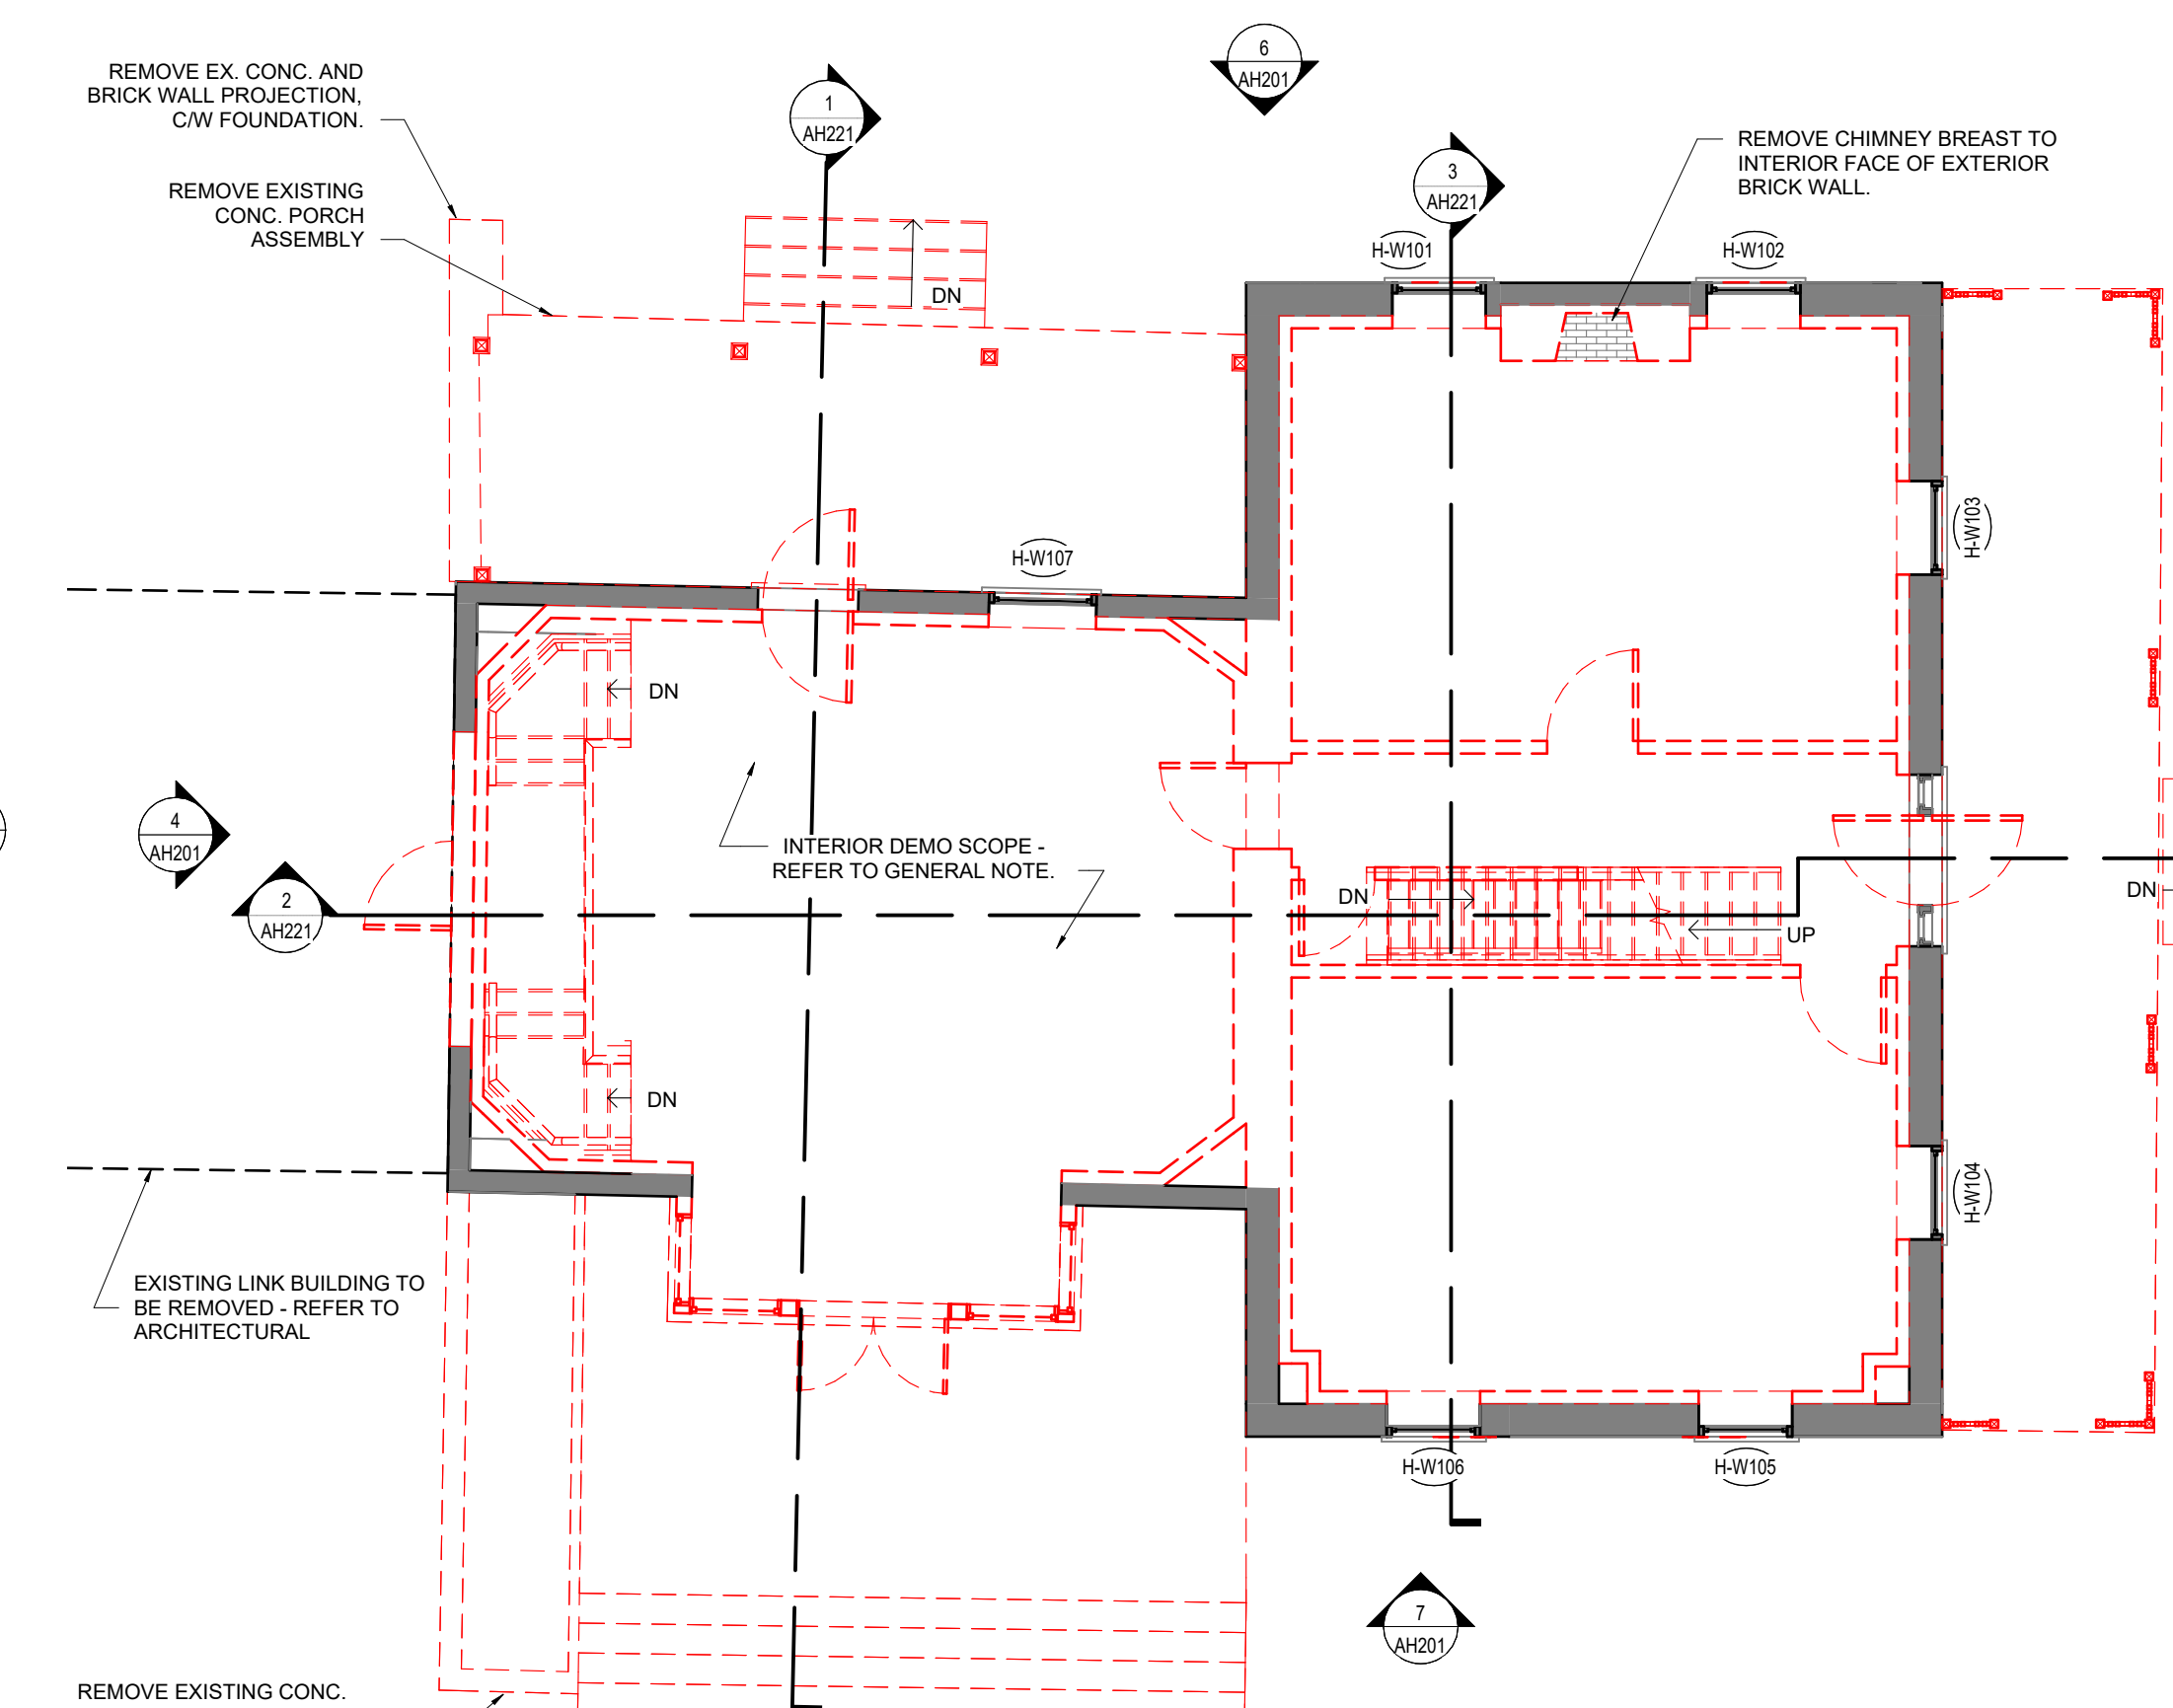 REMOVE EX. CONC. AND
BRICK WALL PROJECTION,
C/W FOUNDATION.
REMOVE EXISTING
CONC. PORCH
ASSEMBLY
1
AH221
6
AH201
3
AH221
REMOVE CHIMNEY BREAST TO
INTERIOR FACE OF EXTERIOR
BRICK WALL.
H-W101
H-W102
DN
H-W103
H-W107
DN
4
AH201
2
AH221
INTERIOR DEMO SCOPE -
REFER TO GENERAL NOTE.
DN
UP
DN
DN
H-W104
EXISTING LINK BUILDING TO
BE REMOVED - REFER TO
ARCHITECTURAL
H-W106
H-W105
7
AH201
REMOVE EXISTING CONC.